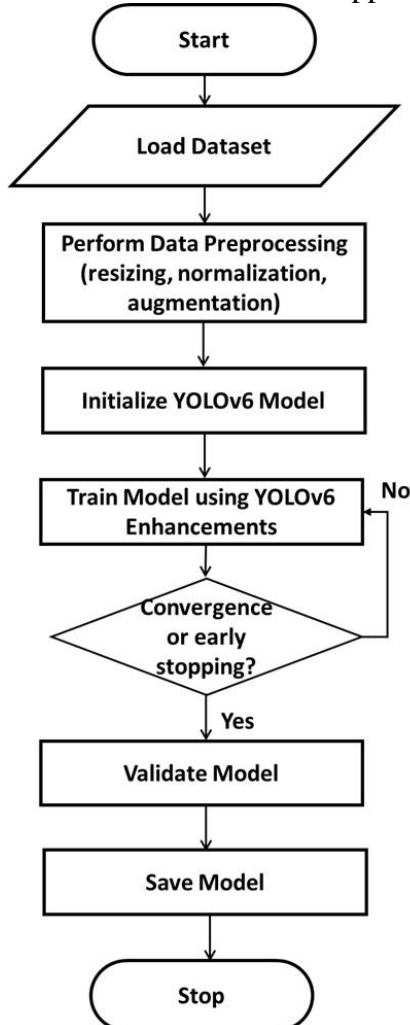 Start
Load Dataset
Perform Data Preprocessing
(resizing, normalization,
augmentation)
Initialize YOLOv6 Model
Train Model using YOLOv6
Enhancements
No
Convergence
or early
stopping?
Yes
Validate Model
Save Model
Stop